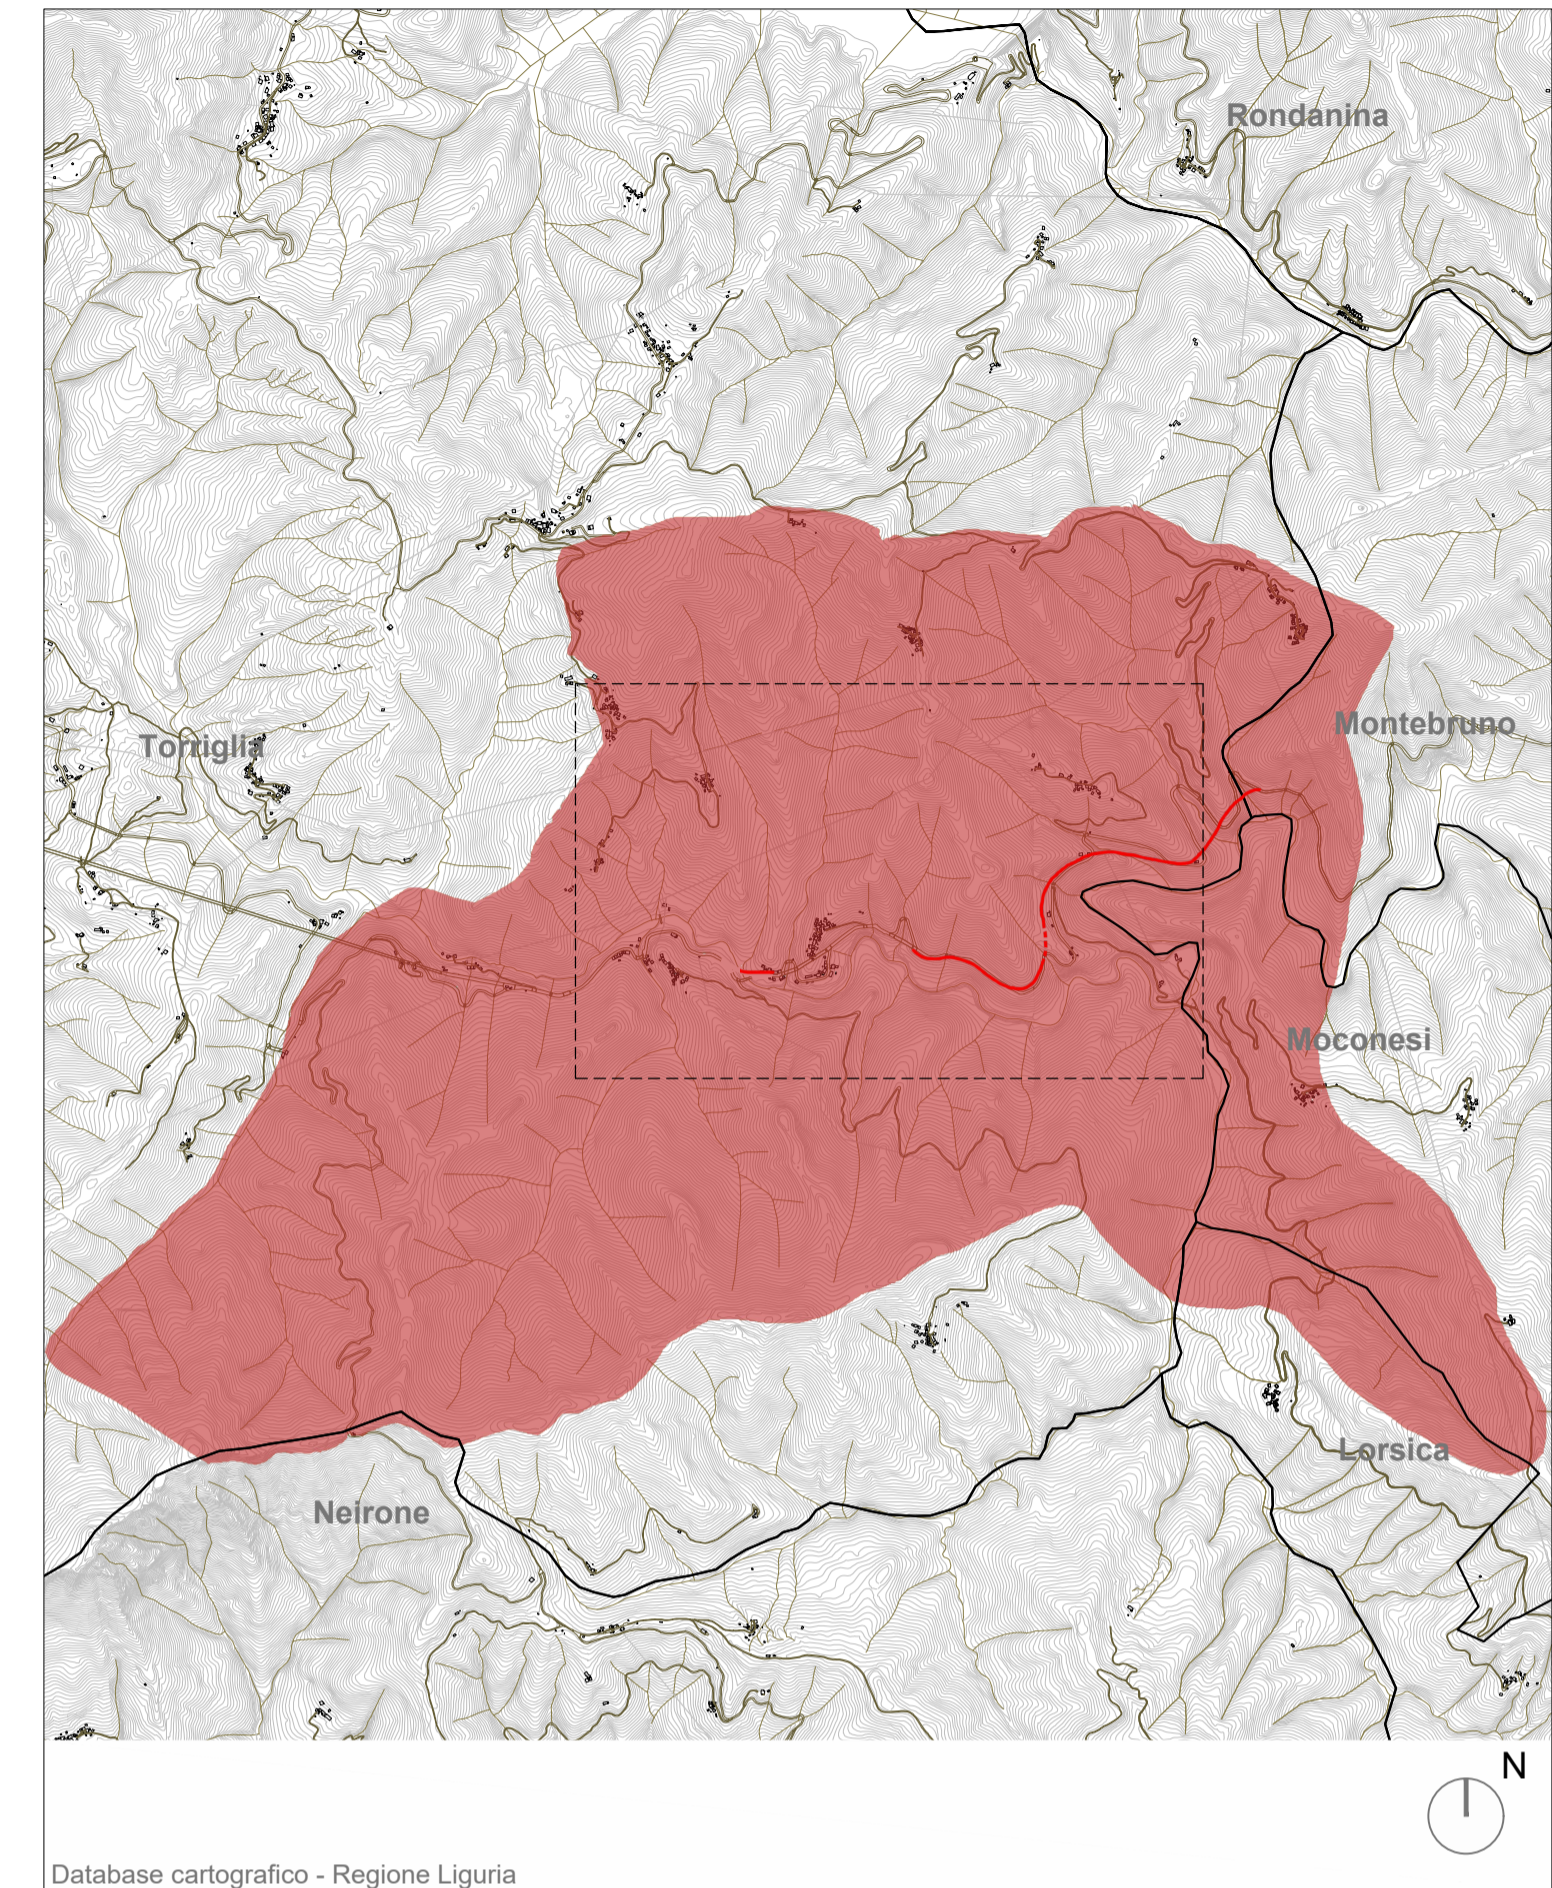 Rondanina
Montebruno
Torriglia
Moconesi
Lorsica
Neirone
N
Database cartografico - Regione Liguria